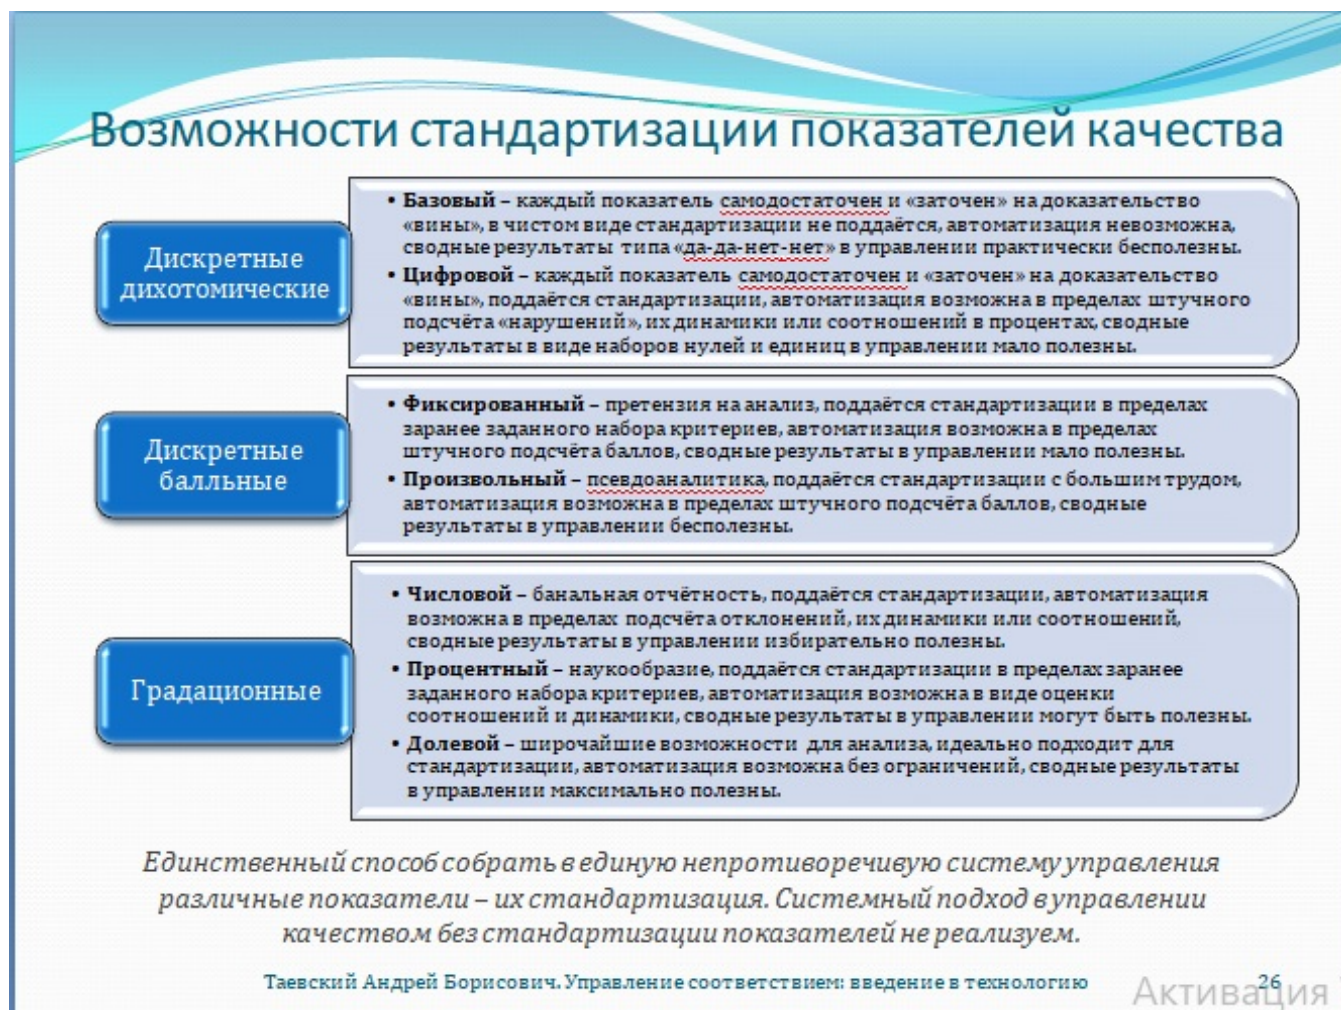 Возможности стандартизации показателей качества
Дискретные
дихотомические
• Базовый – каждый показатель самодостаточен и «заточен» на доказательство
«вины», в чистом виде стандартизации не поддаётся, автоматизация невозможна,
сводные результаты типа «да-да-нет-нет» в управлении практически бесполезны.
• Цифровой – каждый показатель самодостаточен и «заточен» на доказательство
«вины», поддаётся стандартизации, автоматизация возможна в пределах штучного
подсчёта «нарушений», их динамики или соотношений в процентах, сводные
результаты в виде наборов нулей и единиц в управлении мало полезны.
Дискретные
балльные
• Фиксированный – претензия на анализ, поддаётся стандартизации в пределах
заранее заданного набора критериев, автоматизация возможна в пределах
штучного подсчёта баллов, сводные результаты в управлении мало полезны.
• Произвольный – псевдоаналитика, поддаётся стандартизации с большим трудом,
автоматизация возможна в пределах штучного подсчёта баллов, сводные
результаты в управлении бесполезны.
Градационные
• Числовой – банальная отчётность, поддаётся стандартизации, автоматизация
возможна в пределах подсчёта отклонений, их динамики или соотношений,
сводные результаты в управлении избирательно полезны.
• Процентный – наукообразие, поддаётся стандартизации в пределах заранее
заданного набора критериев, автоматизация возможна в виде оценки
соотношений и динамики, сводные результаты в управлении могут быть полезны.
• Долевой – широчайшие возможности для анализа, идеально подходит для
стандартизации, автоматизация возможна без ограничений, сводные результаты
в управлении максимально полезны.
Единственный способ собрать в единую непротиворечивую систему управления
различные показатели – их стандартизация. Системный подход в управлении
качеством без стандартизации показателей не реализуем.
Таевский Андрей Борисович. Управление соответствием: введение в технологию
26
Активация